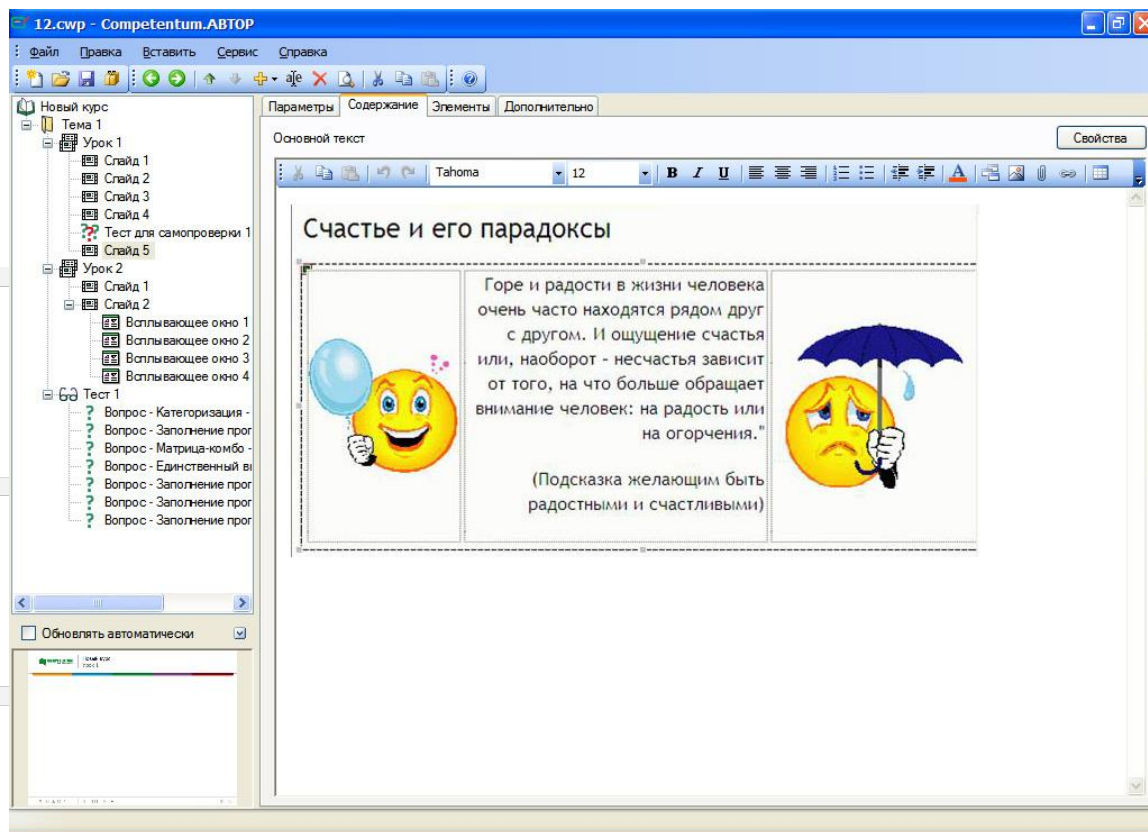 12.cwp - Competentum.АВТОР
Файл Правка Вставить Сервис Справка
Новый курс
Тема 1
Урок 1
Слайд 1
Слайд 2
Слайд 3
Слайд 4
Тест для самопроверки 1
Слайд 5
Урок 2
Слайд 1
Слайд 2
Всплывающее окно 1
Всплывающее окно 2
Всплывающее окно 3
Всплывающее окно 4
Тест 1
Вопрос - Категоризация -
Вопрос - Заполнение прог
Вопрос - Матрица-комбо -
Вопрос - Единственный в
Вопрос - Заполнение прог
Вопрос - Заполнение прог
Вопрос - Заполнение прог
Обновлять автоматически
Параметры Содержание Элементы Дополнительно
Основной текст
Свойства
Tahoma 12
Счастье и его парадоксы
Горе и радости в жизни человека
очень часто находятся рядом друг
с другом. И ощущение счастья
или, наоборот - несчастья зависит
от того, на что больше обращает
внимание человек: на радость или
на огорчения."
(Подсказка желающим быть
радостными и счастливыми)